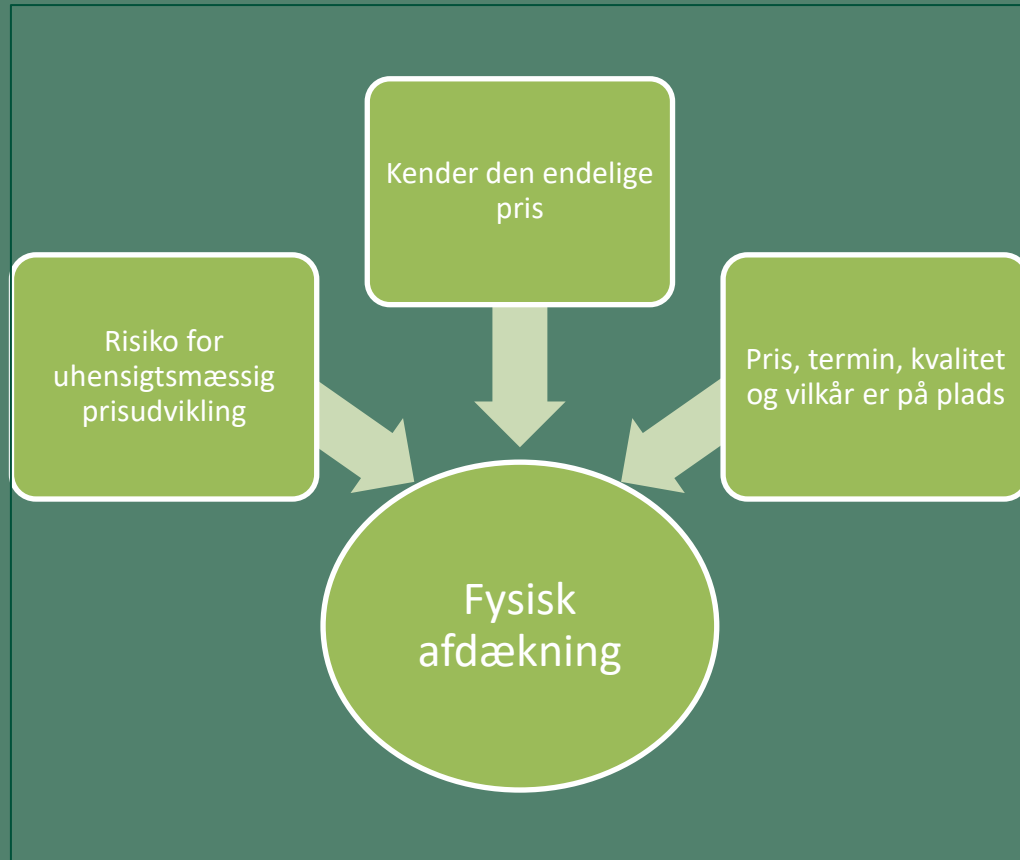 Kender den endelige
pris
Risiko for
uhensigtsmæssig
prisudvikling
Pris, termin, kvalitet
og vilkår er på plads
Fysisk
afdækning